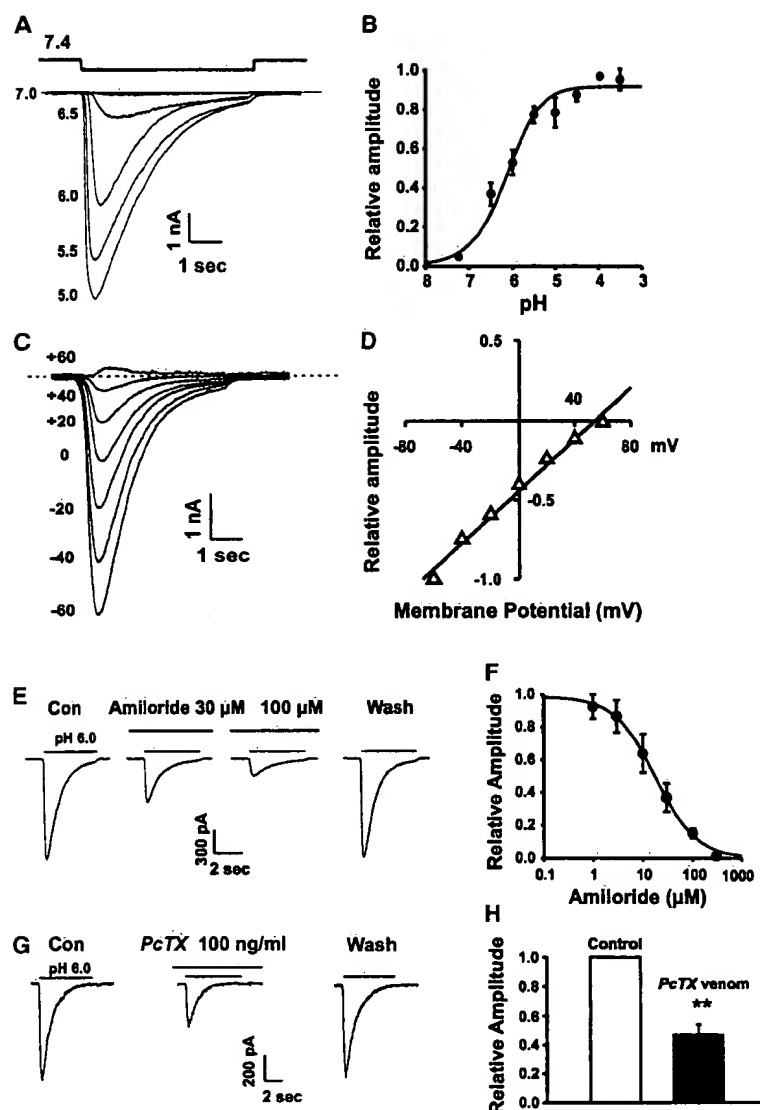 A
7.4
7.0
6.5
6.0
5.5
5.0
1 nA
1 sec
B
Relative amplitude
1.0
0.8
0.6
0.4
0.2
0.0
8 7 6 5 4 3
pH
C
+60
+40
+20
0
-20
-40
-60
1 nA
1 sec
D
Relative amplitude
0.5
40
-80 -40 80
mV
-0.5
-1.0
Membrane Potential (mV)
E
Con Amiloride 30 µM 100 µM Wash
pH 6.0
300 pA
2 sec
F
Relative Amplitude
1.0
0.8
0.6
0.4
0.2
0.0
0.1 1 10 100 1000
Amiloride (µM)
G
Con PcTX 100 ng/ml Wash
pH 6.0
200 pA
2 sec
H
Relative Amplitude
1.0
0.8
0.6
0.4
0.2
0.0
Control
PcTX venom
**